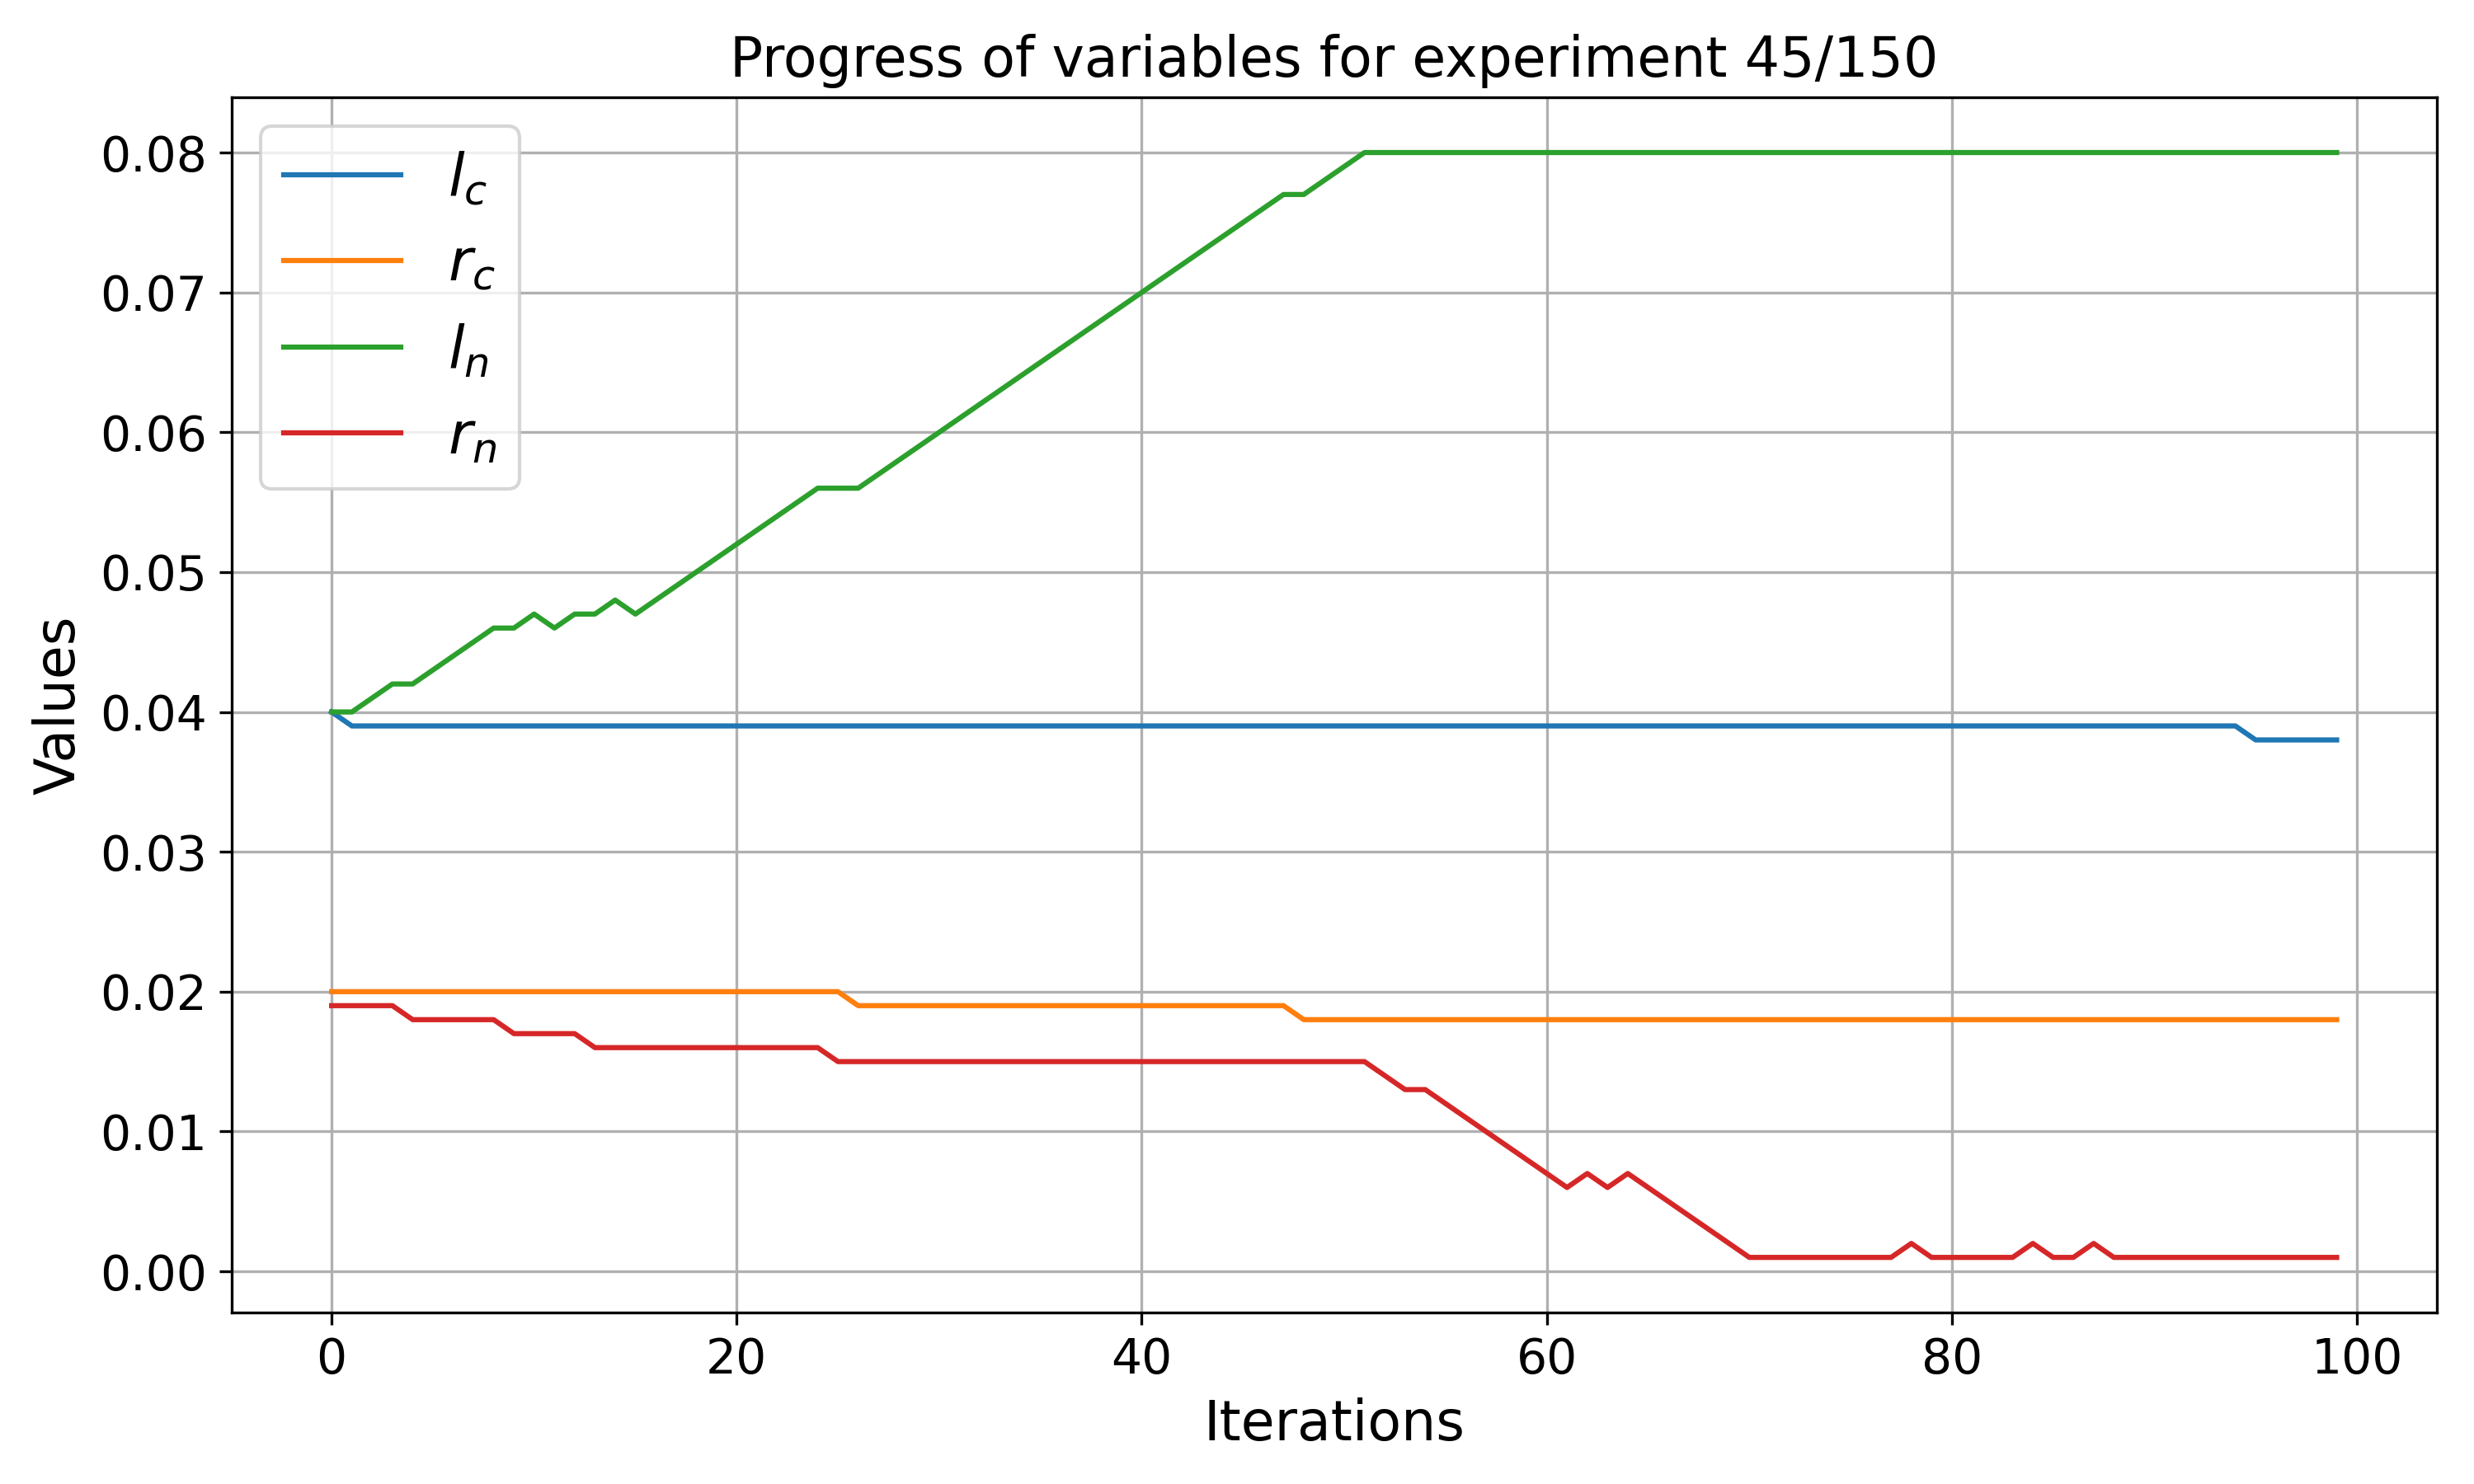 Progress of variables for experiment 45/150
l_c
r_c
l_n
r_n
Values
0.08
0.07
0.06
0.05
0.04
0.03
0.02
0.01
0.00
0 20 40 60 80 100
Iterations